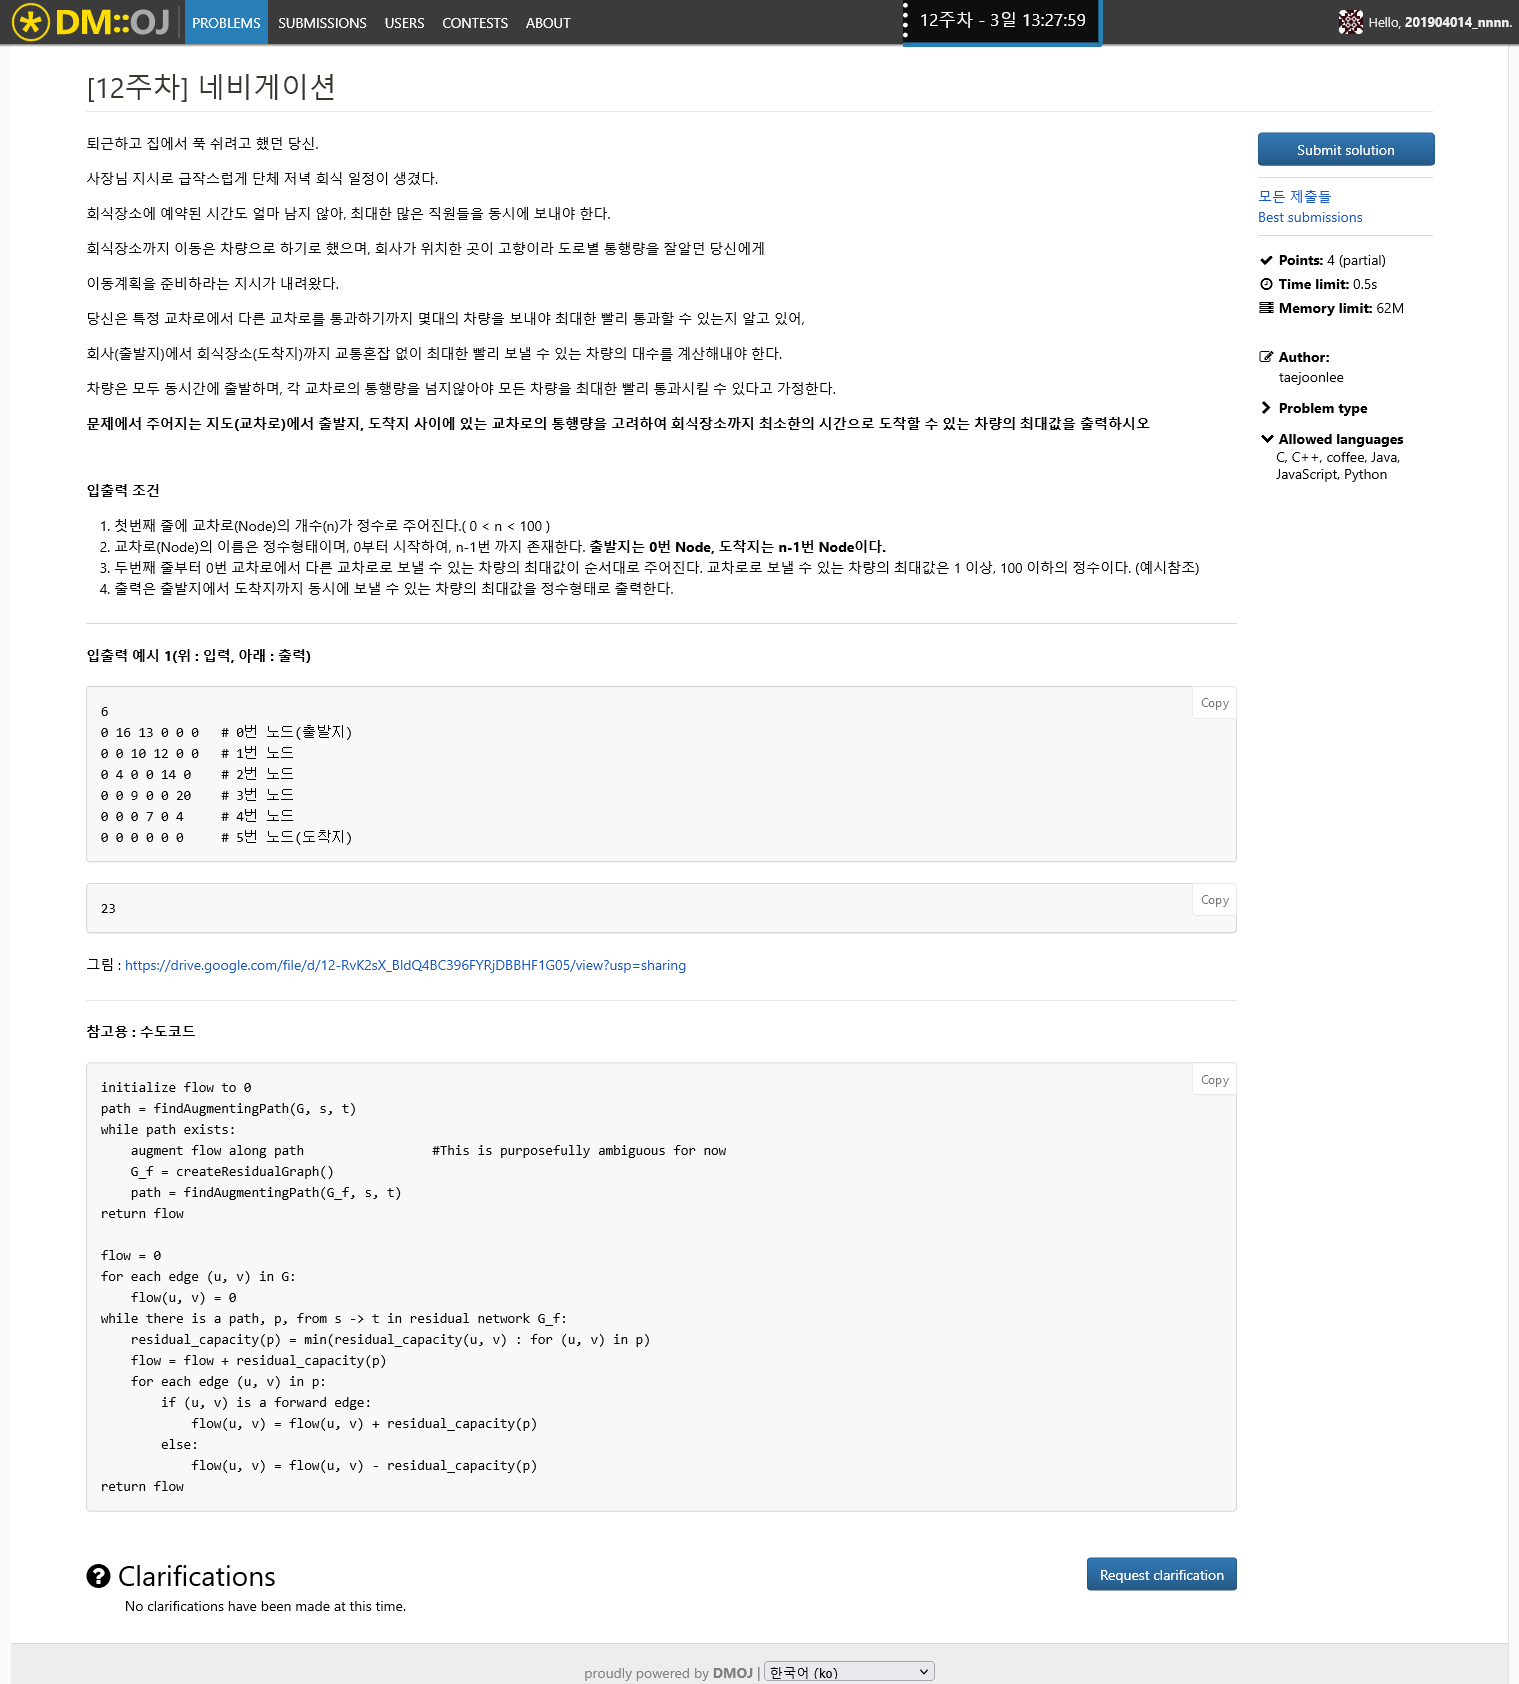 DM::OJ PROBLEMS SUBMISSIONS USERS CONTESTS ABOUT 12주차 - 3일 13:27:59 Hello, 201904014_nnnn.
[12주차] 네비게이션
퇴근하고 집에서 푹 쉬려고 했던 당신.
사장님 지시로 급작스럽게 단체 저녁 회식 일정이 생겼다.
회식장소에 예약된 시간도 얼마 남지 않아, 최대한 많은 직원들을 동시에 보내야 한다.
회식장소까지 이동은 차량으로 하기로 했으며, 회사가 위치한 곳이 고향이라 도로별 통행량을 잘알던 당신에게
이동계획을 준비하라는 지시가 내려왔다.
당신은 특정 교차로에서 다른 교차로를 통과하기까지 몇대의 차량을 보내야 최대한 빨리 통과할 수 있는지 알고 있어,
회사(출발지)에서 회식장소(도착지)까지 교통혼잡 없이 최대한 빨리 보낼 수 있는 차량의 대수를 계산해내야 한다.
차량은 모두 동시간에 출발하며, 각 교차로의 통행량을 넘지않아야 모든 차량을 최대한 빨리 통과시킬 수 있다고 가정한다.
문제에서 주어지는 지도(교차로)에서 출발지, 도착지 사이에 있는 교차로의 통행량을 고려하여 회식장소까지 최소한의 시간으로 도착할 수 있는 차량의 최대값을 출력하시오
입출력 조건
1. 첫번째 줄에 교차로(Node)의 개수(n)가 정수로 주어진다.( 0 < n < 100 )
2. 교차로(Node)의 이름은 정수형태이며, 0부터 시작하여, n-1번 까지 존재한다. 출발지는 0번 Node, 도착지는 n-1번 Node이다.
3. 두번째 줄부터 0번 교차로에서 다른 교차로로 보낼 수 있는 차량의 최대값이 순서대로 주어진다. 교차로로 보낼 수 있는 차량의 최대값은 1 이상, 100 이하의 정수이다. (예시참조)
4. 출력은 출발지에서 도착지까지 동시에 보낼 수 있는 차량의 최대값을 정수형태로 출력한다.
입출력 예시 1(위 : 입력, 아래 : 출력)
Copy
6
0 16 13 0 0 0 # 0번 노드(출발지)
0 0 10 12 0 0 # 1번 노드
0 4 0 0 14 0 # 2번 노드
0 0 9 0 0 20 # 3번 노드
0 0 0 7 0 4 # 4번 노드
0 0 0 0 0 0 # 5번 노드(도착지)
Copy
23
그림 : https://drive.google.com/file/d/12-RvK2sX_BldQ4BC396FYRjDBBHF1G05/view?usp=sharing
참고용 : 수도코드
Copy
initialize flow to 0
path = findAugmentingPath(G, s, t)
while path exists:
    augment flow along path                 #This is purposefully ambiguous for now
    G_f = createResidualGraph()
    path = findAugmentingPath(G_f, s, t)
return flow
flow = 0
for each edge (u, v) in G:
    flow(u, v) = 0
while there is a path, p, from s -> t in residual network G_f:
    residual_capacity(p) = min(residual_capacity(u, v) : for (u, v) in p)
    flow = flow + residual_capacity(p)
    for each edge (u, v) in p:
        if (u, v) is a forward edge:
            flow(u, v) = flow(u, v) + residual_capacity(p)
        else:
            flow(u, v) = flow(u, v) - residual_capacity(p)
return flow
Clarifications
Request clarification
No clarifications have been made at this time.
Submit solution
모든 제출들
Best submissions
Points: 4 (partial)
Time limit: 0.5s
Memory limit: 62M
Author:
taejoonlee
Problem type
Allowed languages
C, C++, coffee, Java,
JavaScript, Python
proudly powered by DMOJ | 한국어 (ko)